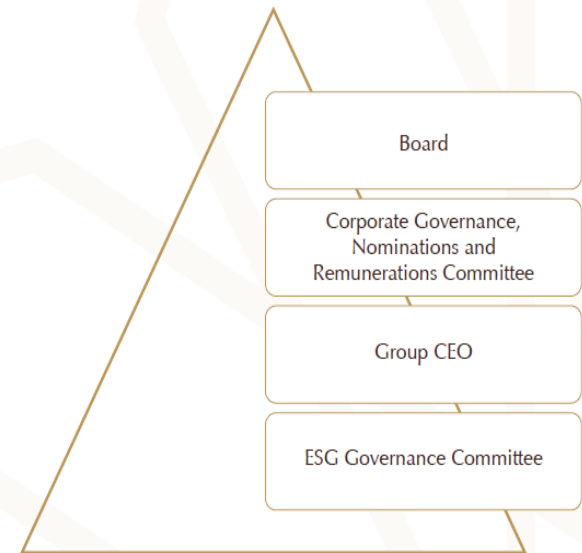 Board
Corporate Governance,
Nominations and
Remunerations Committee
Group CEO
ESG Governance Committee